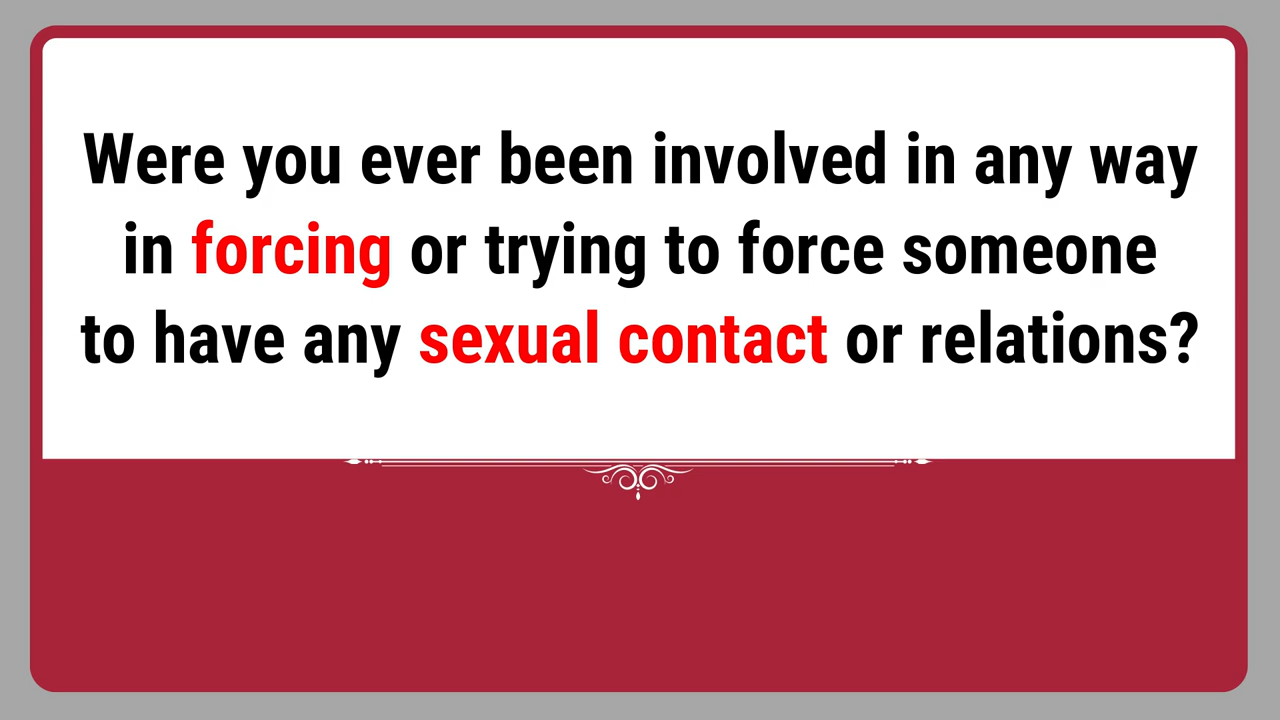 Were you ever been involved in any way
in forcing or trying to force someone
to have any sexual contact or relations?